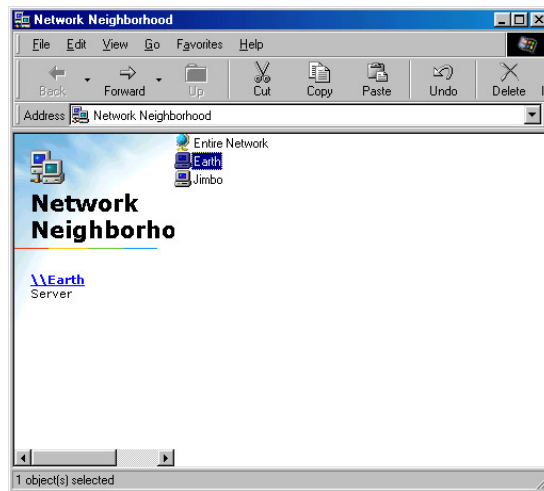 Network Neighborhood
File Edit View Go Favorites Help
Back Forward Up Cut Copy Paste Undo Delete
Address Network Neighborhood
Entire Network
Earth
Jimbo
Network
Neighborho
\\Earth
Server
1 object(s) selected